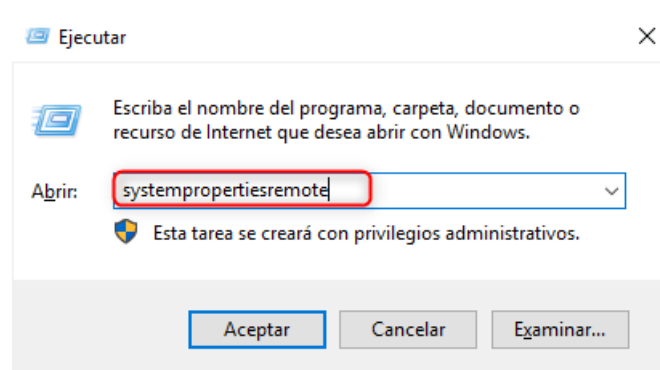 Ejecutar
Escriba el nombre del programa, carpeta, documento o
recurso de Internet que desea abrir con Windows.
Abrir: systempropertiesremote
Esta tarea se creará con privilegios administrativos.
Aceptar Cancelar Examinar...